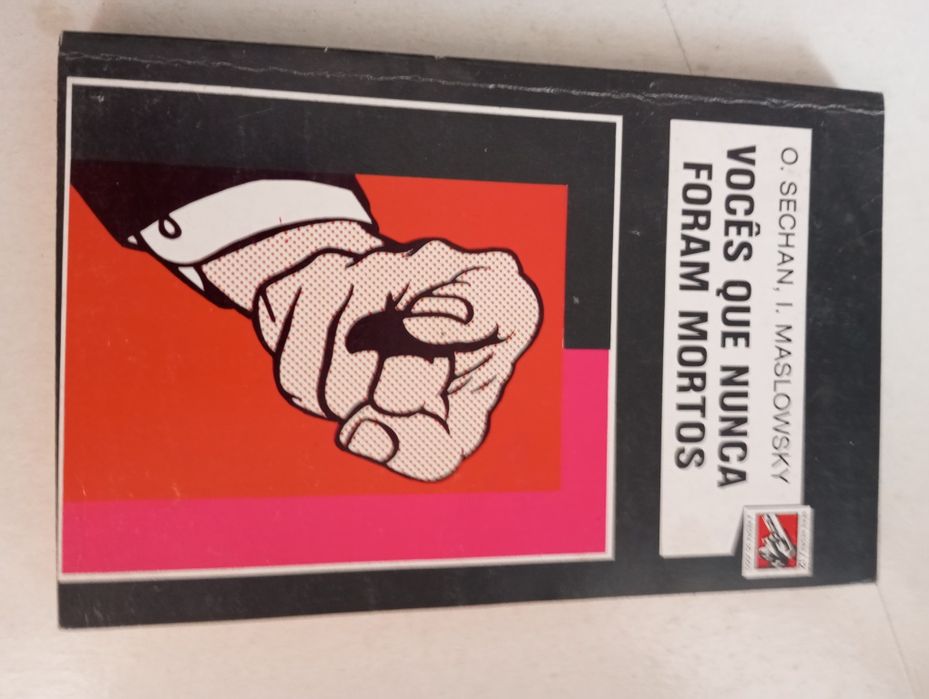 O. SECHAN, I. MASLOWSKY
VOCÊS QUE NUNCA
FORAM MORTOS